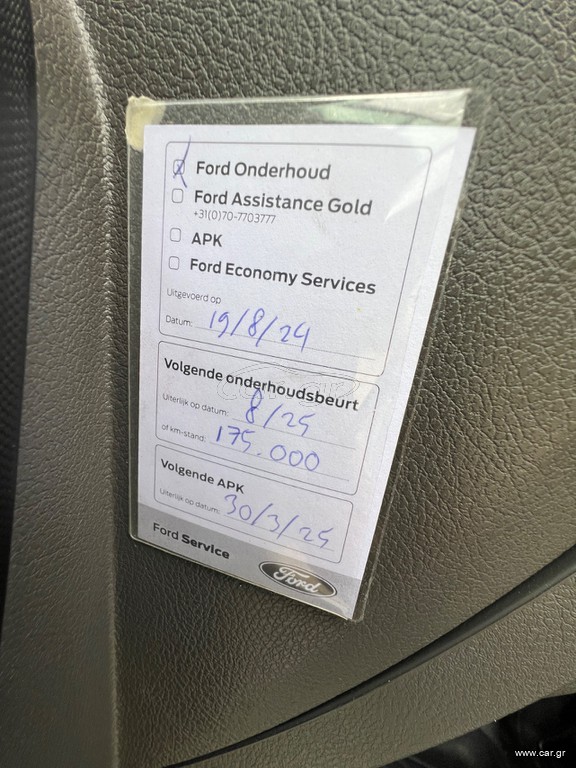 Ford Onderhoud
Ford Assistance Gold
+31(0)70-7703777
APK
Ford Economy Services
Uitgevoerd op
Datum: 19/8/24
Volgende onderhoudsbeurt
Uiterlijk op datum: 8/25
of km-stand: 175.000
Volgende APK
Uiterlijk op datum: 30/3/25
Ford Service
Ford
car.gr
www.car.gr